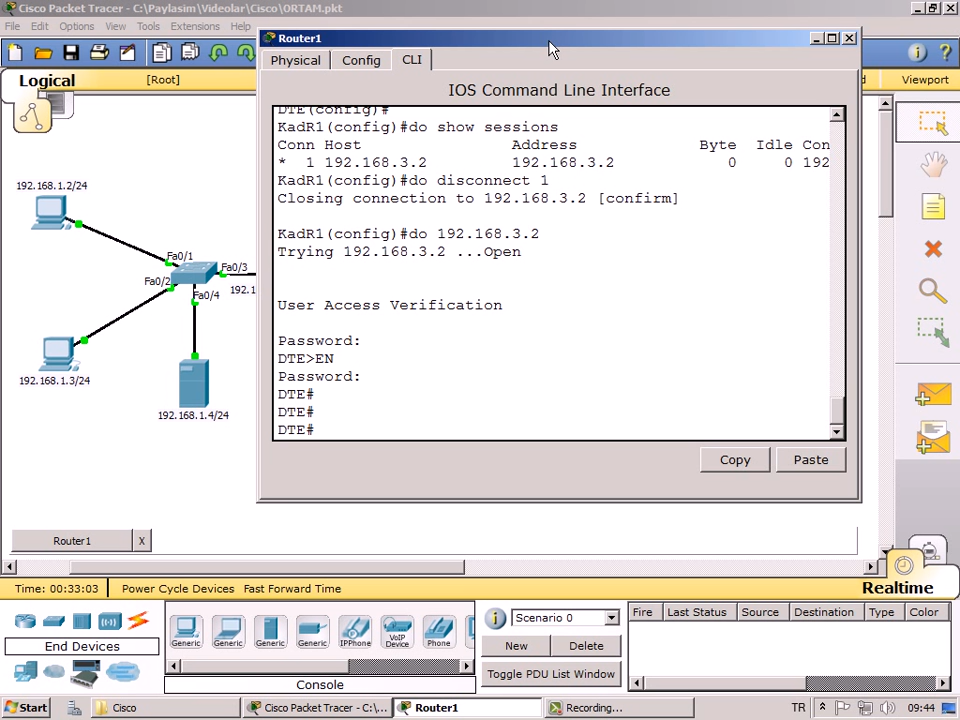 Cisco Packet Tracer - C:\Paylasim\Videolar\Cisco\ORTAM.pkt
File Edit Options View Tools Extensions Help
Logical
[Root]
Viewport
Router1
Physical Config CLI
IOS Command Line Interface
DTE(config)#
KadR1(config)#do show sessions
Conn Host Address Byte Idle Con
* 1 192.168.3.2 192.168.3.2 0 0 192
KadR1(config)#do disconnect 1
Closing connection to 192.168.3.2 [confirm]
KadR1(config)#do 192.168.3.2
Trying 192.168.3.2 ...Open
User Access Verification
Password:
DTE>EN
Password:
DTE#
DTE#
DTE#
Copy Paste
192.168.1.2/24
Fa0/1
Fa0/3
Fa0/2
192.1
Fa0/4
192.168.1.3/24
192.168.1.4/24
Router1 X
Realtime
Time: 00:33:03 Power Cycle Devices Fast Forward Time
End Devices
Generic Generic Generic Generic IPPhone VoIP Device Phone
Console
Scenario 0
New Delete
Toggle PDU List Window
Fire Last Status Source Destination Type Color
Start Cisco Cisco Packet Tracer - C:\... Router1 Recording... TR 09:44